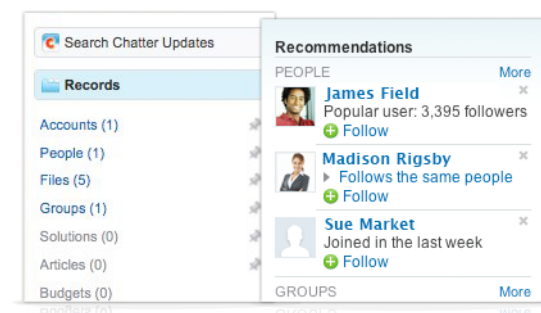 Search Chatter Updates
Records
Accounts (1)
People (1)
Files (5)
Groups (1)
Solutions (0)
Articles (0)
Budgets (0)
Recommendations
PEOPLE More
James Field
Popular user: 3,395 followers
Follow
Madison Rigsby
Follows the same people
Follow
Sue Market
Joined in the last week
Follow
GROUPS More